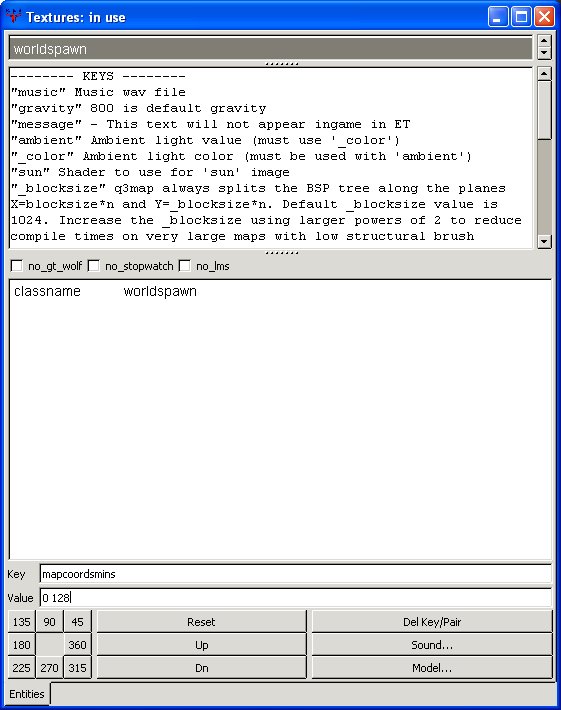 Textures: in use
worldspawn
-------- KEYS --------
"music" Music wav file
"gravity" 800 is default gravity
"message" - This text will not appear ingame in ET
"ambient" Ambient light value (must use '_color')
"_color" Ambient light color (must be used with 'ambient')
"sun" Shader to use for 'sun' image
"_blocksize" q3map always splits the BSP tree along the planes
X=blocksize*n and Y=_blocksize*n. Default _blocksize value is
1024. Increase the _blocksize using larger powers of 2 to reduce
compile times on very large maps with low structural brush
no_gt_wolf no_stopwatch no_lms
classname worldspawn
Key mapcoordsmins
Value 0 128
135 90 45 Reset Del Key/Pair
180 360 Up Sound...
225 270 315 Dn Model...
Entities